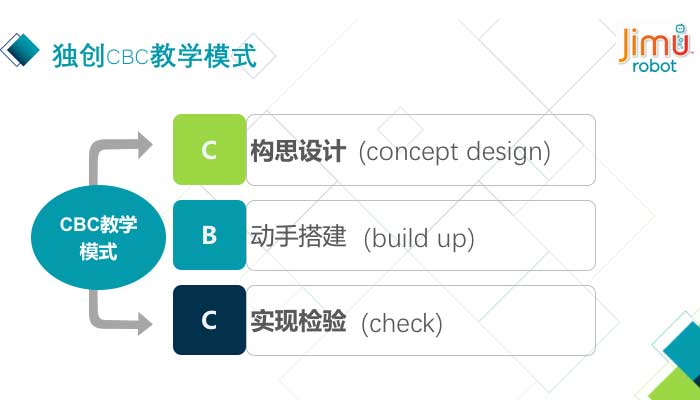 独创CBC教学模式
Jimu
robot
C
构思设计 (concept design)
CBC教学
模式
B
动手搭建 (build up)
C
实现检验 (check)